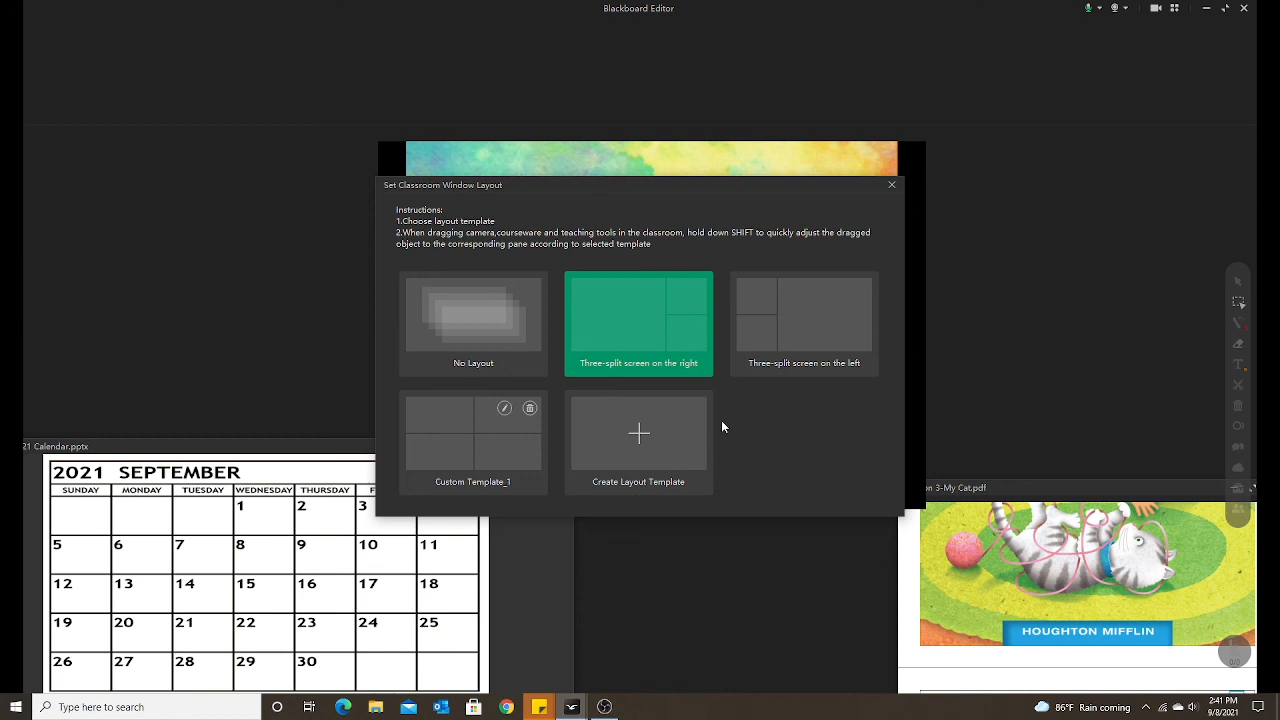 Blackboard Editor
Set Classroom Window Layout
Instructions:
1.Choose layout template
2.When dragging camera,courseware and teaching tools in the classroom, hold down SHIFT to quickly adjust the dragged
object to the corresponding pane according to selected template
No Layout
Three-split screen on the right
Three-split screen on the left
Custom Template_1
Create Layout Template
21 Calendar.pptx
2021 SEPTEMBER
SUNDAY MONDAY TUESDAY WEDNESDAY THURSDAY F
1 2 3
5 6 7 8 9 10 11
12 13 14 15 16 17 18
19 20 21 22 23 24 25
26 27 28 29 30
on 3-My Cat.pdf
HOUGHTON MIFFLIN
0/0
Type here to search
86°F Rain coming
2:41 PM
9/8/2021